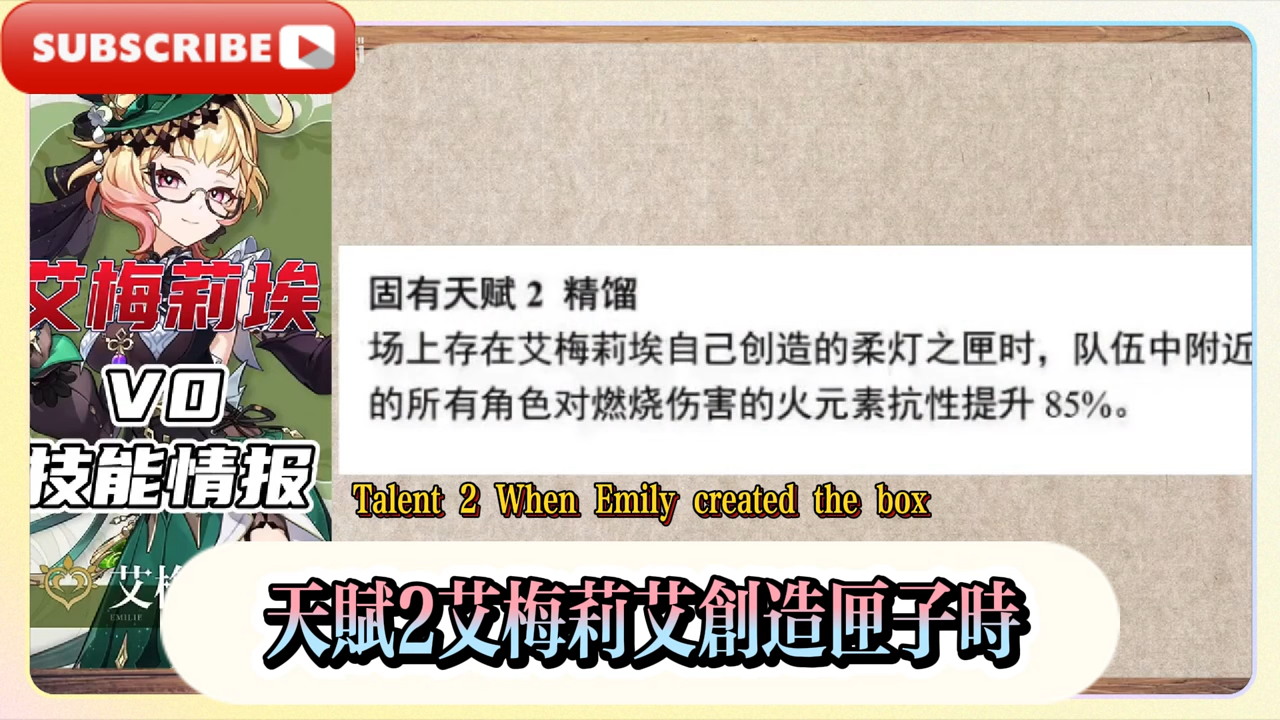 SUBSCRIBE
艾梅莉埃
V0
技能情报
艾梅
EMILIE
固有天赋 2 精馏
场上存在艾梅莉埃自己创造的柔灯之匣时，队伍中附近
的所有角色对燃烧伤害的火元素抗性提升 85%。
Talent 2 When Emily created the box
天賦2艾梅莉艾創造匣子時